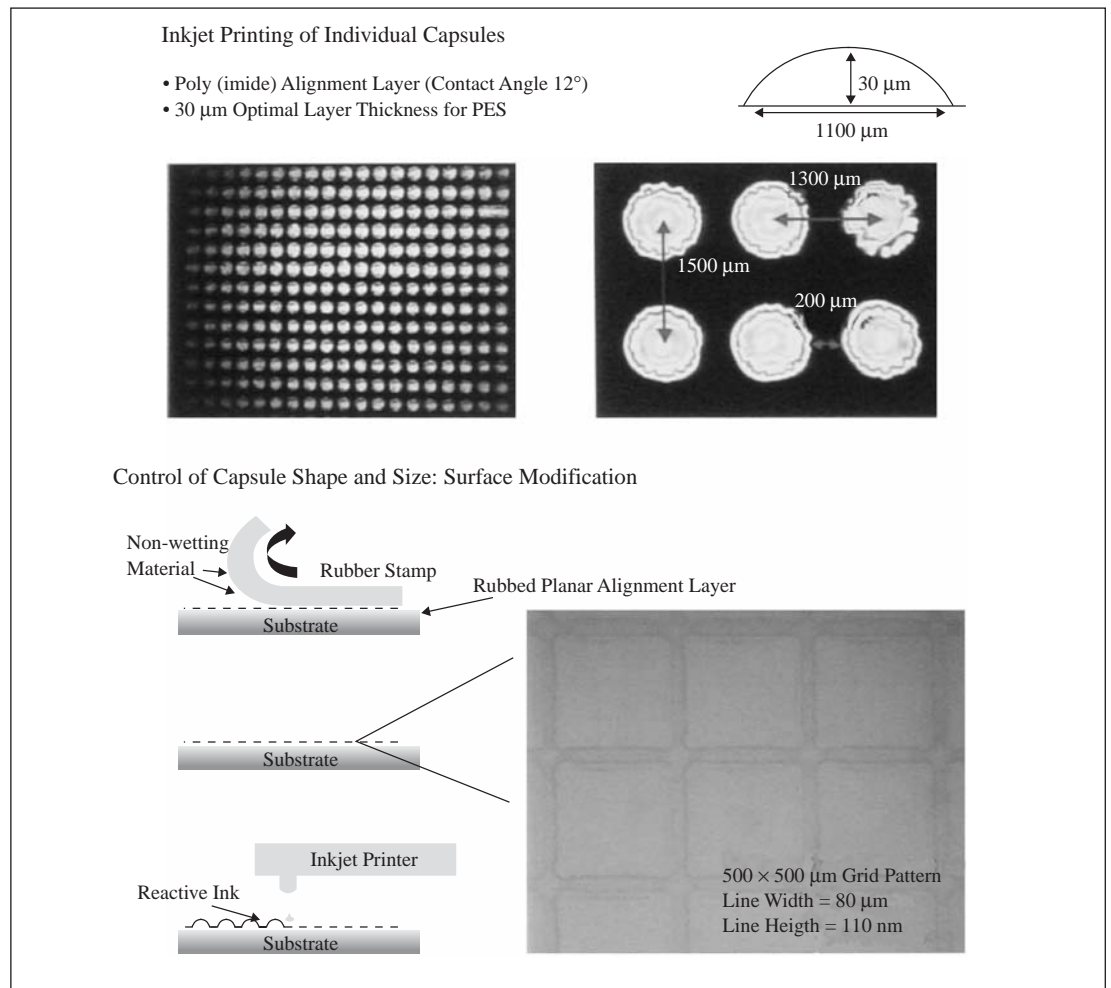 Inkjet Printing of Individual Capsules
• Poly (imide) Alignment Layer (Contact Angle 12°)
• 30 μm Optimal Layer Thickness for PES
30 μm
1100 μm
1300 μm
1500 μm
200 μm
Control of Capsule Shape and Size: Surface Modification
Non-wetting
Material
Rubber Stamp
Rubbed Planar Alignment Layer
Substrate
Substrate
Inkjet Printer
Reactive Ink
Substrate
500 × 500 μm Grid Pattern
Line Width = 80 μm
Line Heigth = 110 nm